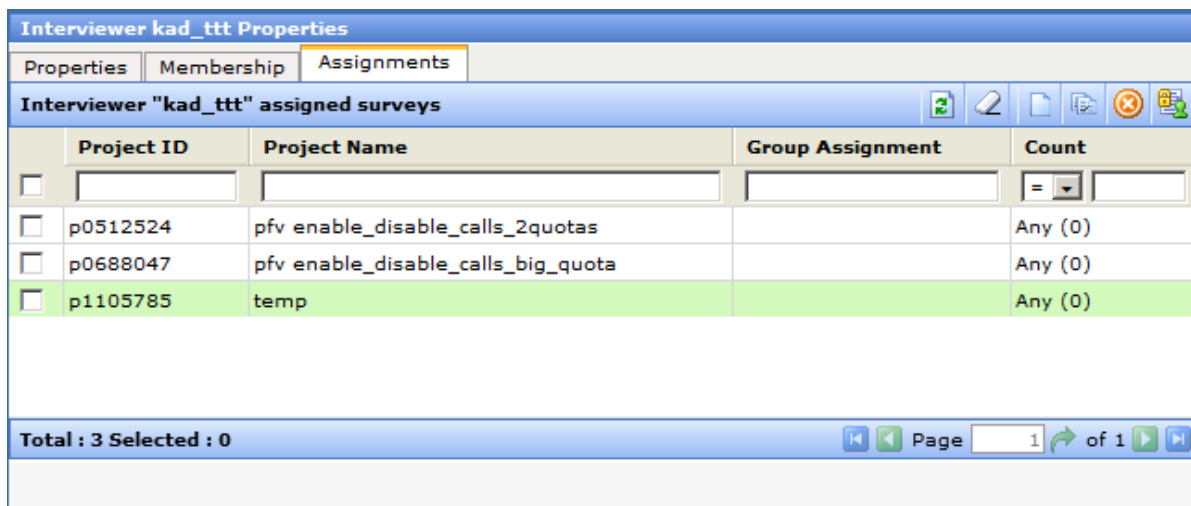 Interviewer kad_ttt Properties
Properties Membership Assignments
Interviewer "kad_ttt" assigned surveys
Project ID Project Name Group Assignment Count
=
p0512524 pfv enable_disable_calls_2quotas Any (0)
p0688047 pfv enable_disable_calls_big_quota Any (0)
p1105785 temp Any (0)
Total : 3 Selected : 0 Page 1 of 1